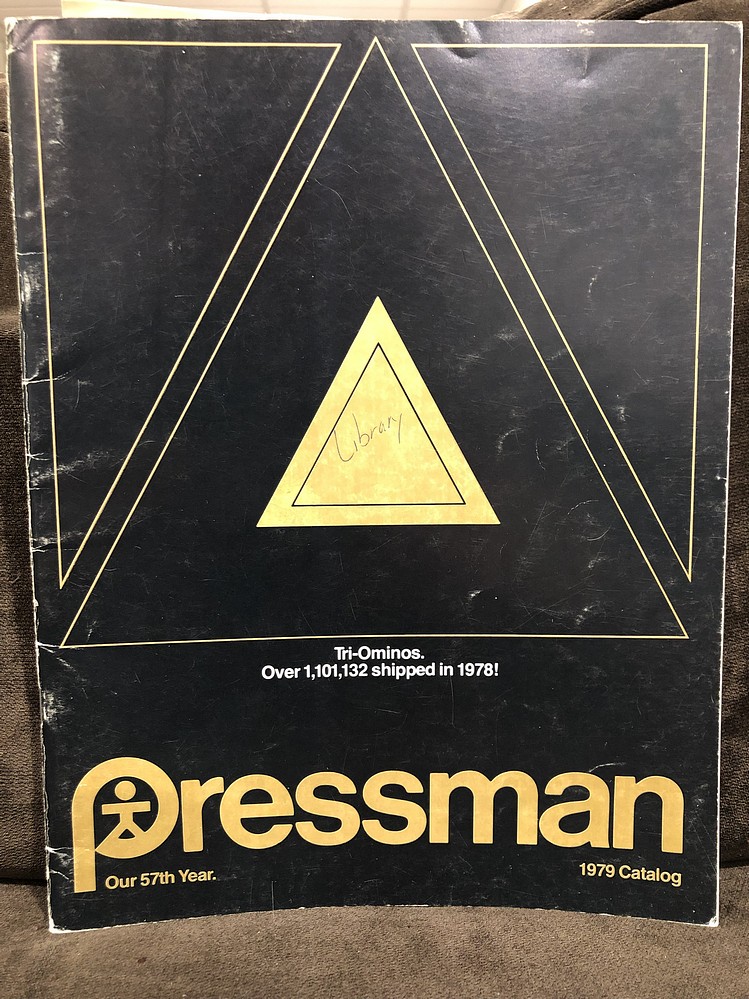 Library
Tri-Ominos.
Over 1,101,132 shipped in 1978!
pressman
Our 57th Year.
1979 Catalog